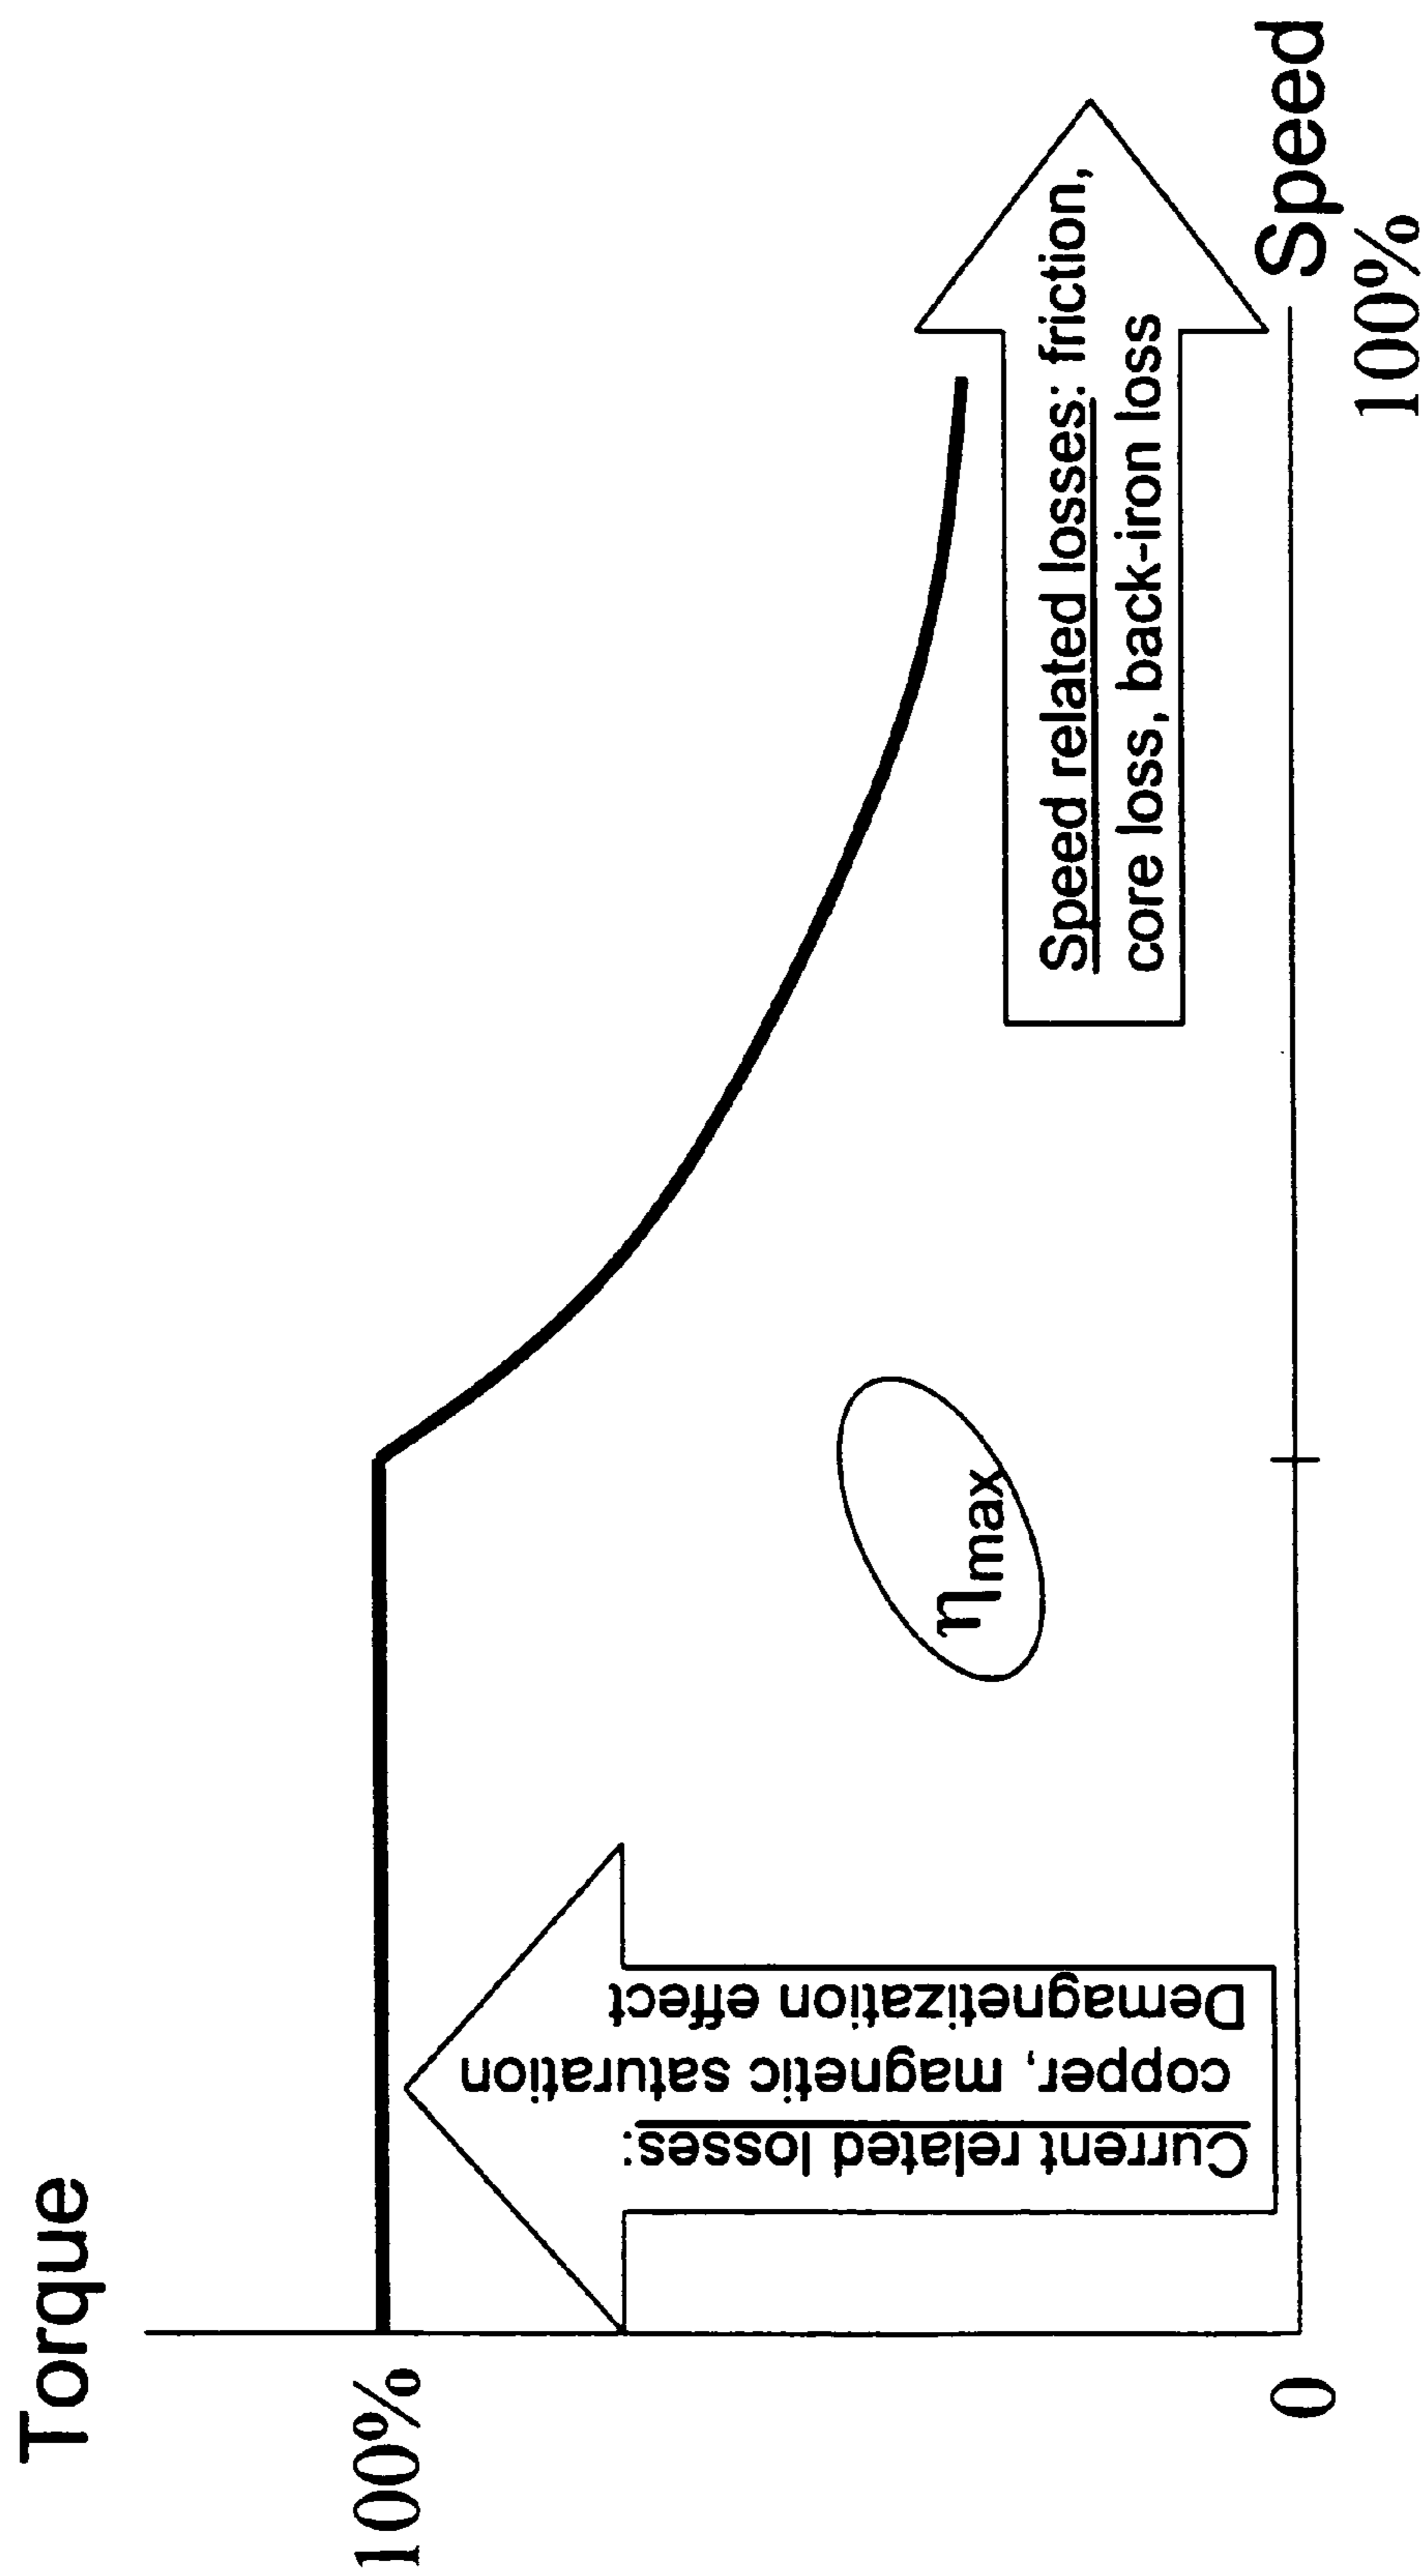 Torque
100%
Current related losses:
copper, magnetic saturation
Demagnetization effect
ηmax
Speed related losses: friction,
core loss, back-iron loss
0
Speed
100%